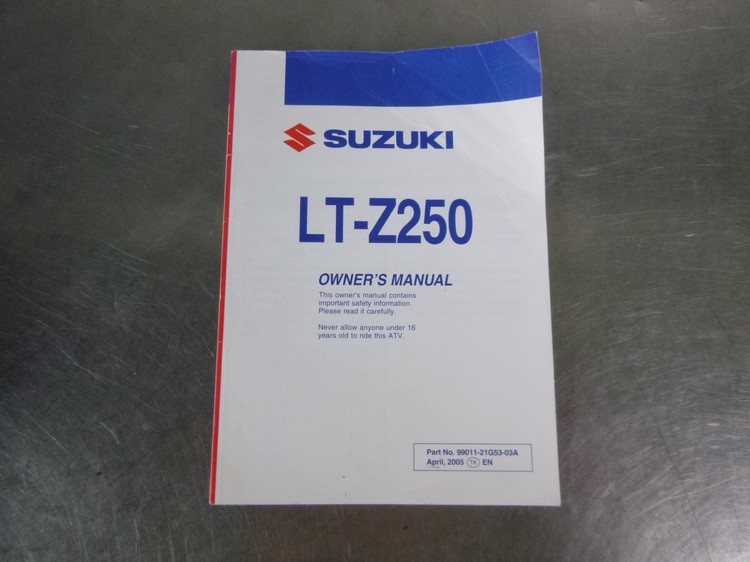 SUZUKI
LT-Z250
OWNER'S MANUAL
This owner's manual contains
important safety information.
Please read it carefully.
Never allow anyone under 16
years old to ride this ATV.
Part No. 99011-21G53-03A
April, 2005 TK EN